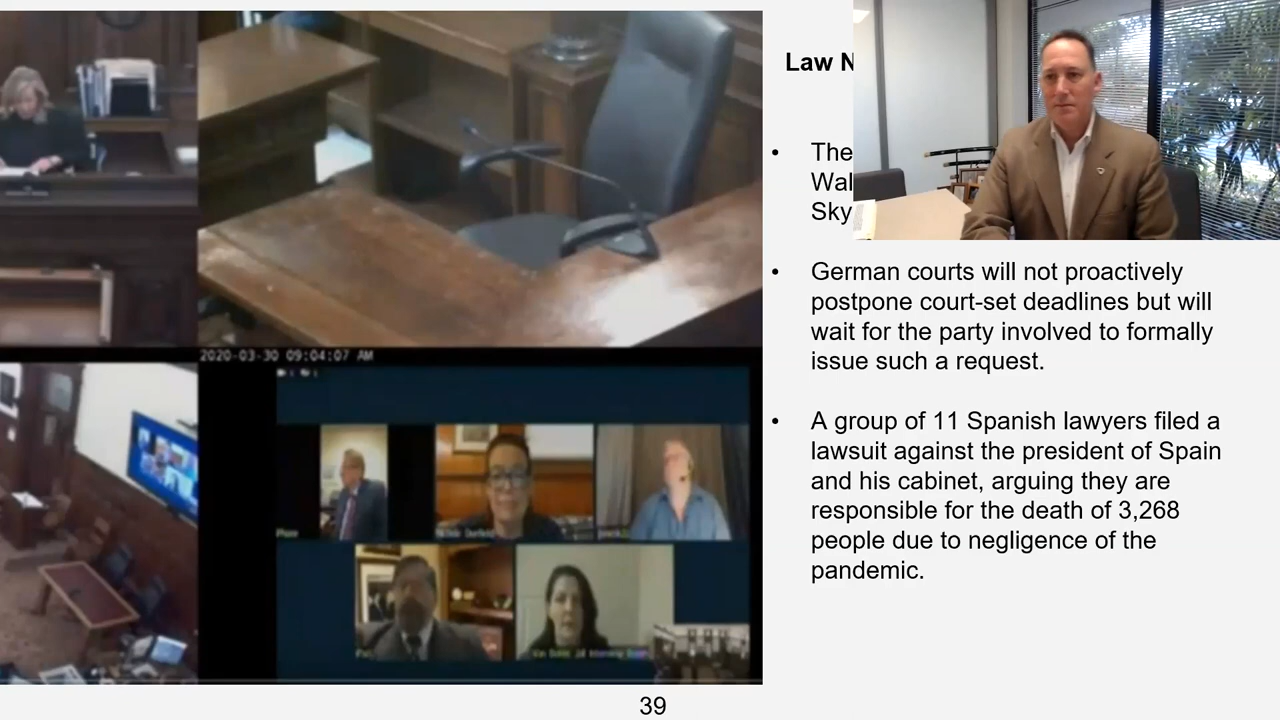 Law N
• The
Wal
Sky
• German courts will not proactively
postpone court-set deadlines but will
wait for the party involved to formally
issue such a request.
• A group of 11 Spanish lawyers filed a
lawsuit against the president of Spain
and his cabinet, arguing they are
responsible for the death of 3,268
people due to negligence of the
pandemic.
2020-03-30 09:04:07 AM
39